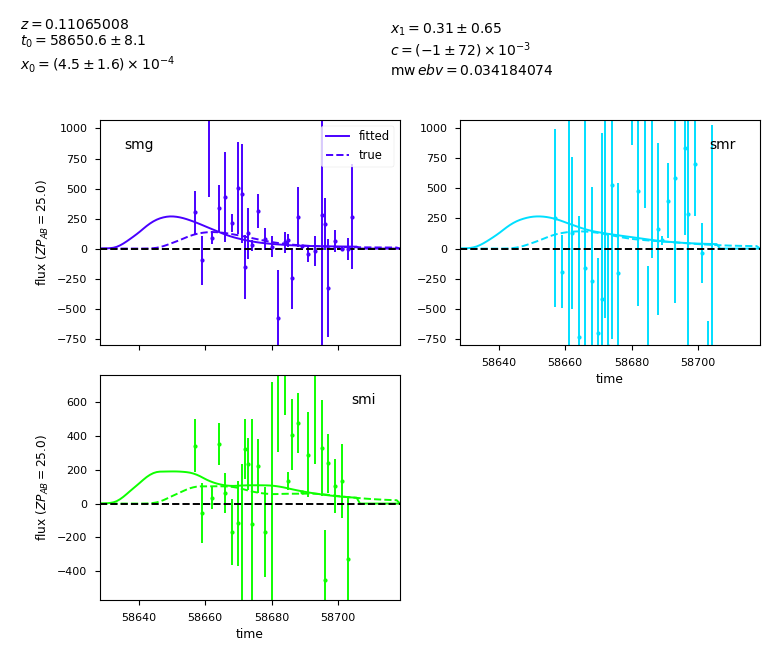 z = 0.11065008
t₀ = 58650.6 ± 8.1
x₀ = (4.5 ± 1.6) × 10⁻⁴
x₁ = 0.31 ± 0.65
c = (−1 ± 72) × 10⁻³
mw ebv = 0.034184074
smg
fitted
true
flux (ZP_AB = 25.0)
1000
750
500
250
0
−250
−500
−750
smr
1000
750
500
250
0
−250
−500
−750
58640
58660
58680
58700
time
smi
flux (ZP_AB = 25.0)
600
400
200
0
−200
−400
58640
58660
58680
58700
time